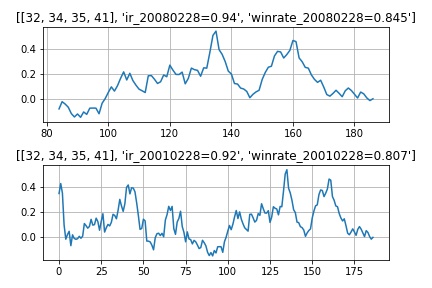 [[32, 34, 35, 41], 'ir_20080228=0.94', 'winrate_20080228=0.845']
0.4
0.2
0.0
80 100 120 140 160 180
[[32, 34, 35, 41], 'ir_20010228=0.92', 'winrate_20010228=0.807']
0.4
0.2
0.0
0 25 50 75 100 125 150 175